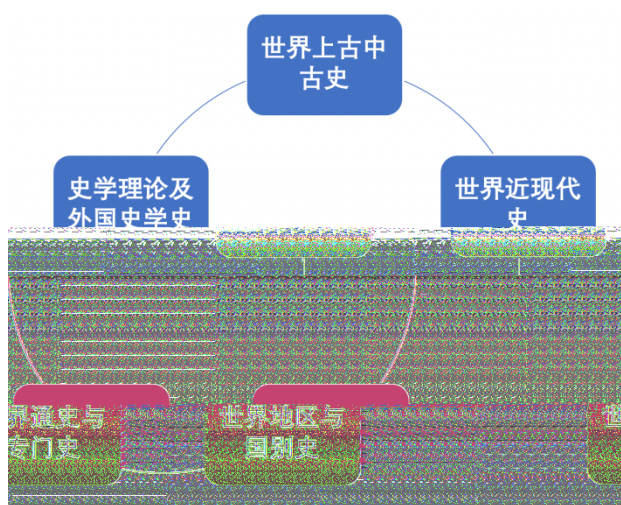 世界上古中
古史
史学理论及
外国史学史
世界近现代
史
界通史与
专门史
世界地区与
国别史